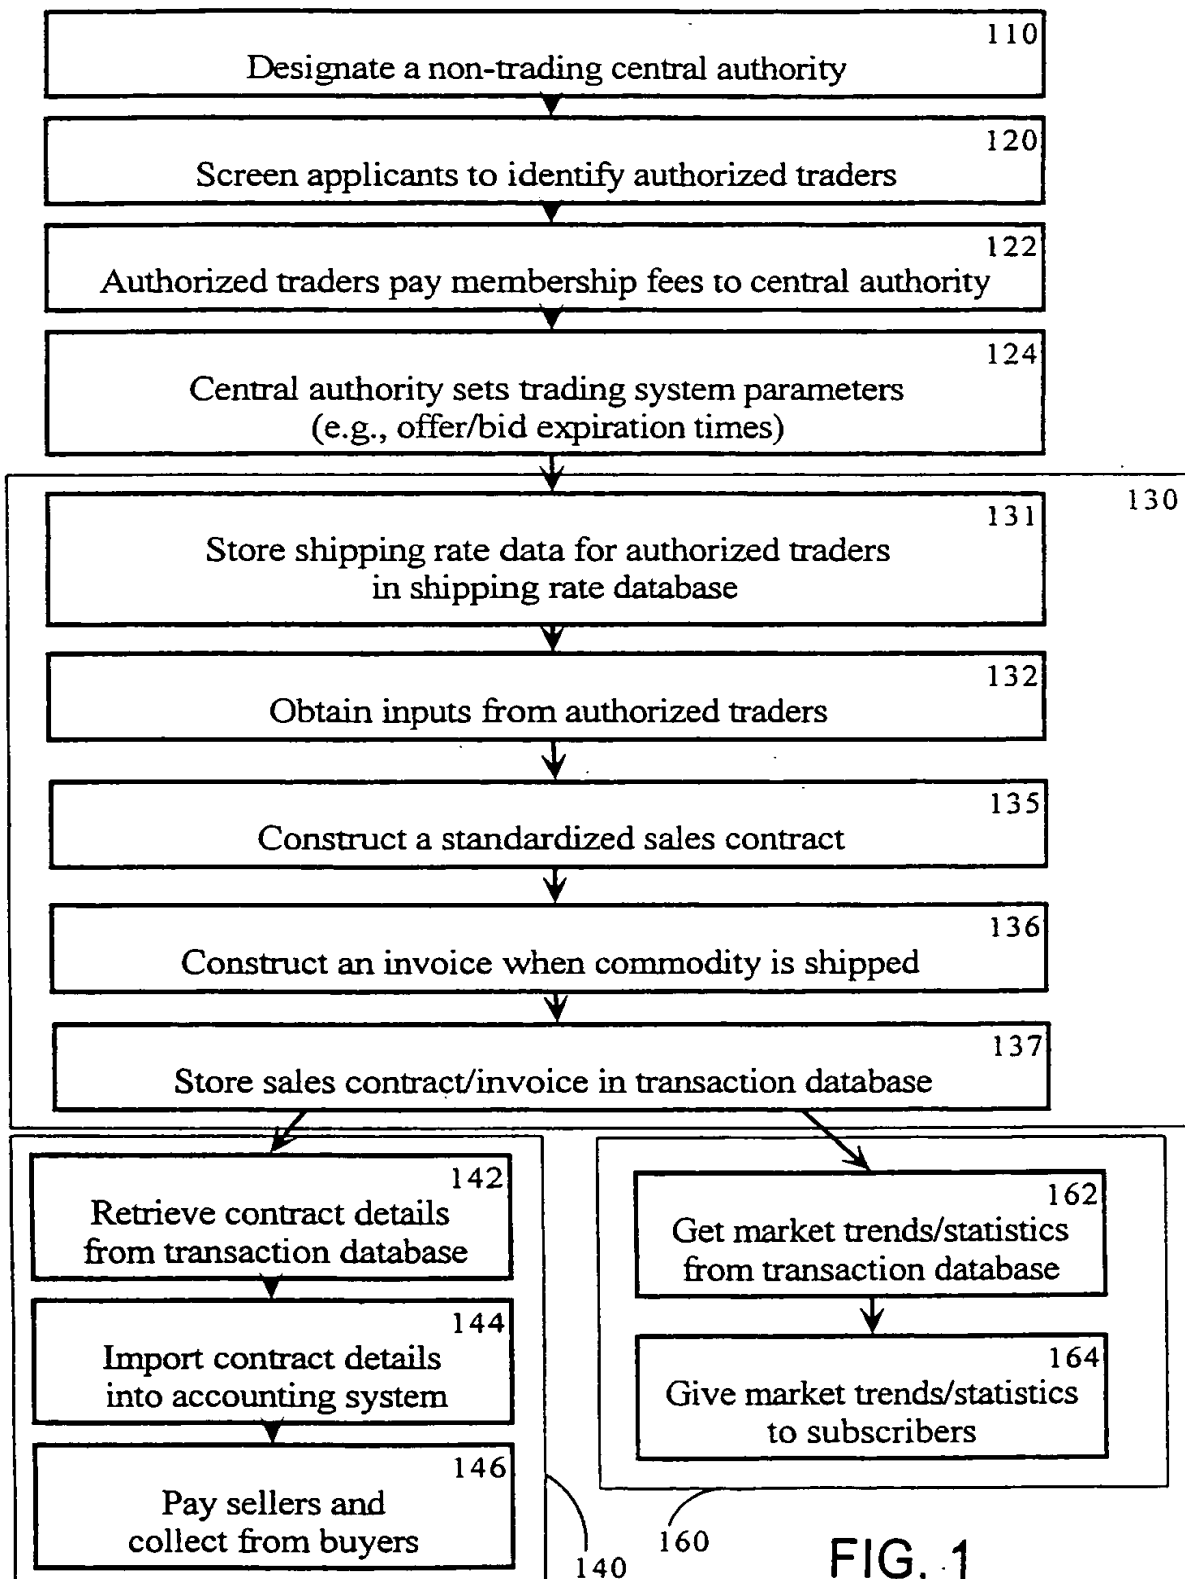 110
Designate a non-trading central authority
120
Screen applicants to identify authorized traders
122
Authorized traders pay membership fees to central authority
124
Central authority sets trading system parameters
(e.g., offer/bid expiration times)
130
131
Store shipping rate data for authorized traders
in shipping rate database
132
Obtain inputs from authorized traders
135
Construct a standardized sales contract
136
Construct an invoice when commodity is shipped
137
Store sales contract/invoice in transaction database
142
Retrieve contract details
from transaction database
144
Import contract details
into accounting system
146
Pay sellers and
collect from buyers
140
162
Get market trends/statistics
from transaction database
164
Give market trends/statistics
to subscribers
160
FIG. 1